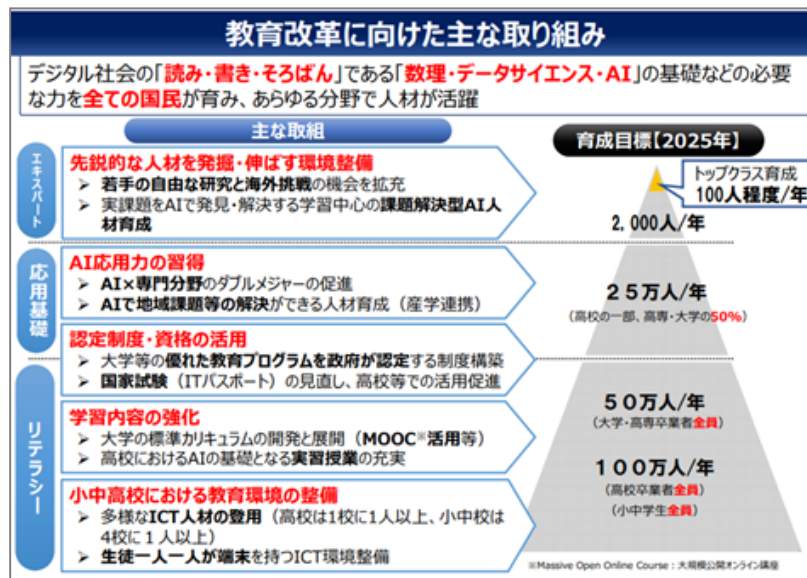 教育改革に向けた主な取り組み
デジタル社会の「読み・書き・そろばん」である「数理・データサイエンス・AI」の基礎などの必要
な力を全ての国民が育み、あらゆる分野で人材が活躍
主な取組
育成目標【2025年】
エキスパート
先鋭的な人材を発掘・伸ばす環境整備
➢ 若手の自由な研究と海外挑戦の機会を拡充
➢ 実課題をAIで発見・解決する学習中心の課題解決型AI人
材育成
トップクラス育成
100人程度/年
2,000人/年
応用基礎
AI応用力の習得
➢ AI×専門分野のダブルメジャーの促進
➢ AIで地域課題等の解決ができる人材育成（産学連携）
25万人/年
（高校の一部、高専・大学の50%）
認定制度・資格の活用
➢ 大学等の優れた教育プログラムを政府が認定する制度構築
➢ 国家試験（ITパスポート）の見直し、高校等での活用促進
リテラシー
学習内容の強化
➢ 大学の標準カリキュラムの開発と展開（MOOC※活用等）
➢ 高校におけるAIの基礎となる実習授業の充実
50万人/年
（大学・高専卒業者全員）
小中高校における教育環境の整備
➢ 多様なICT人材の登用（高校は1校に1人以上、小中校は
4校に1人以上）
➢ 生徒一人一人が端末を持つICT環境整備
100万人/年
（高校卒業者全員）
（小中学生全員）
※Massive Open Online Course：大規模公開オンライン講座